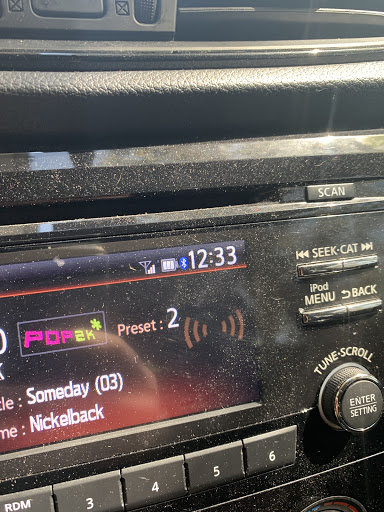 SCAN
12:33
SEEK·CAT
iPod
MENU
BACK
POP2K*
Preset : 2
TUNE·SCROLL
tle : Someday (03)
me : Nickelback
ENTER
SETTING
RDM 3 4 5 6